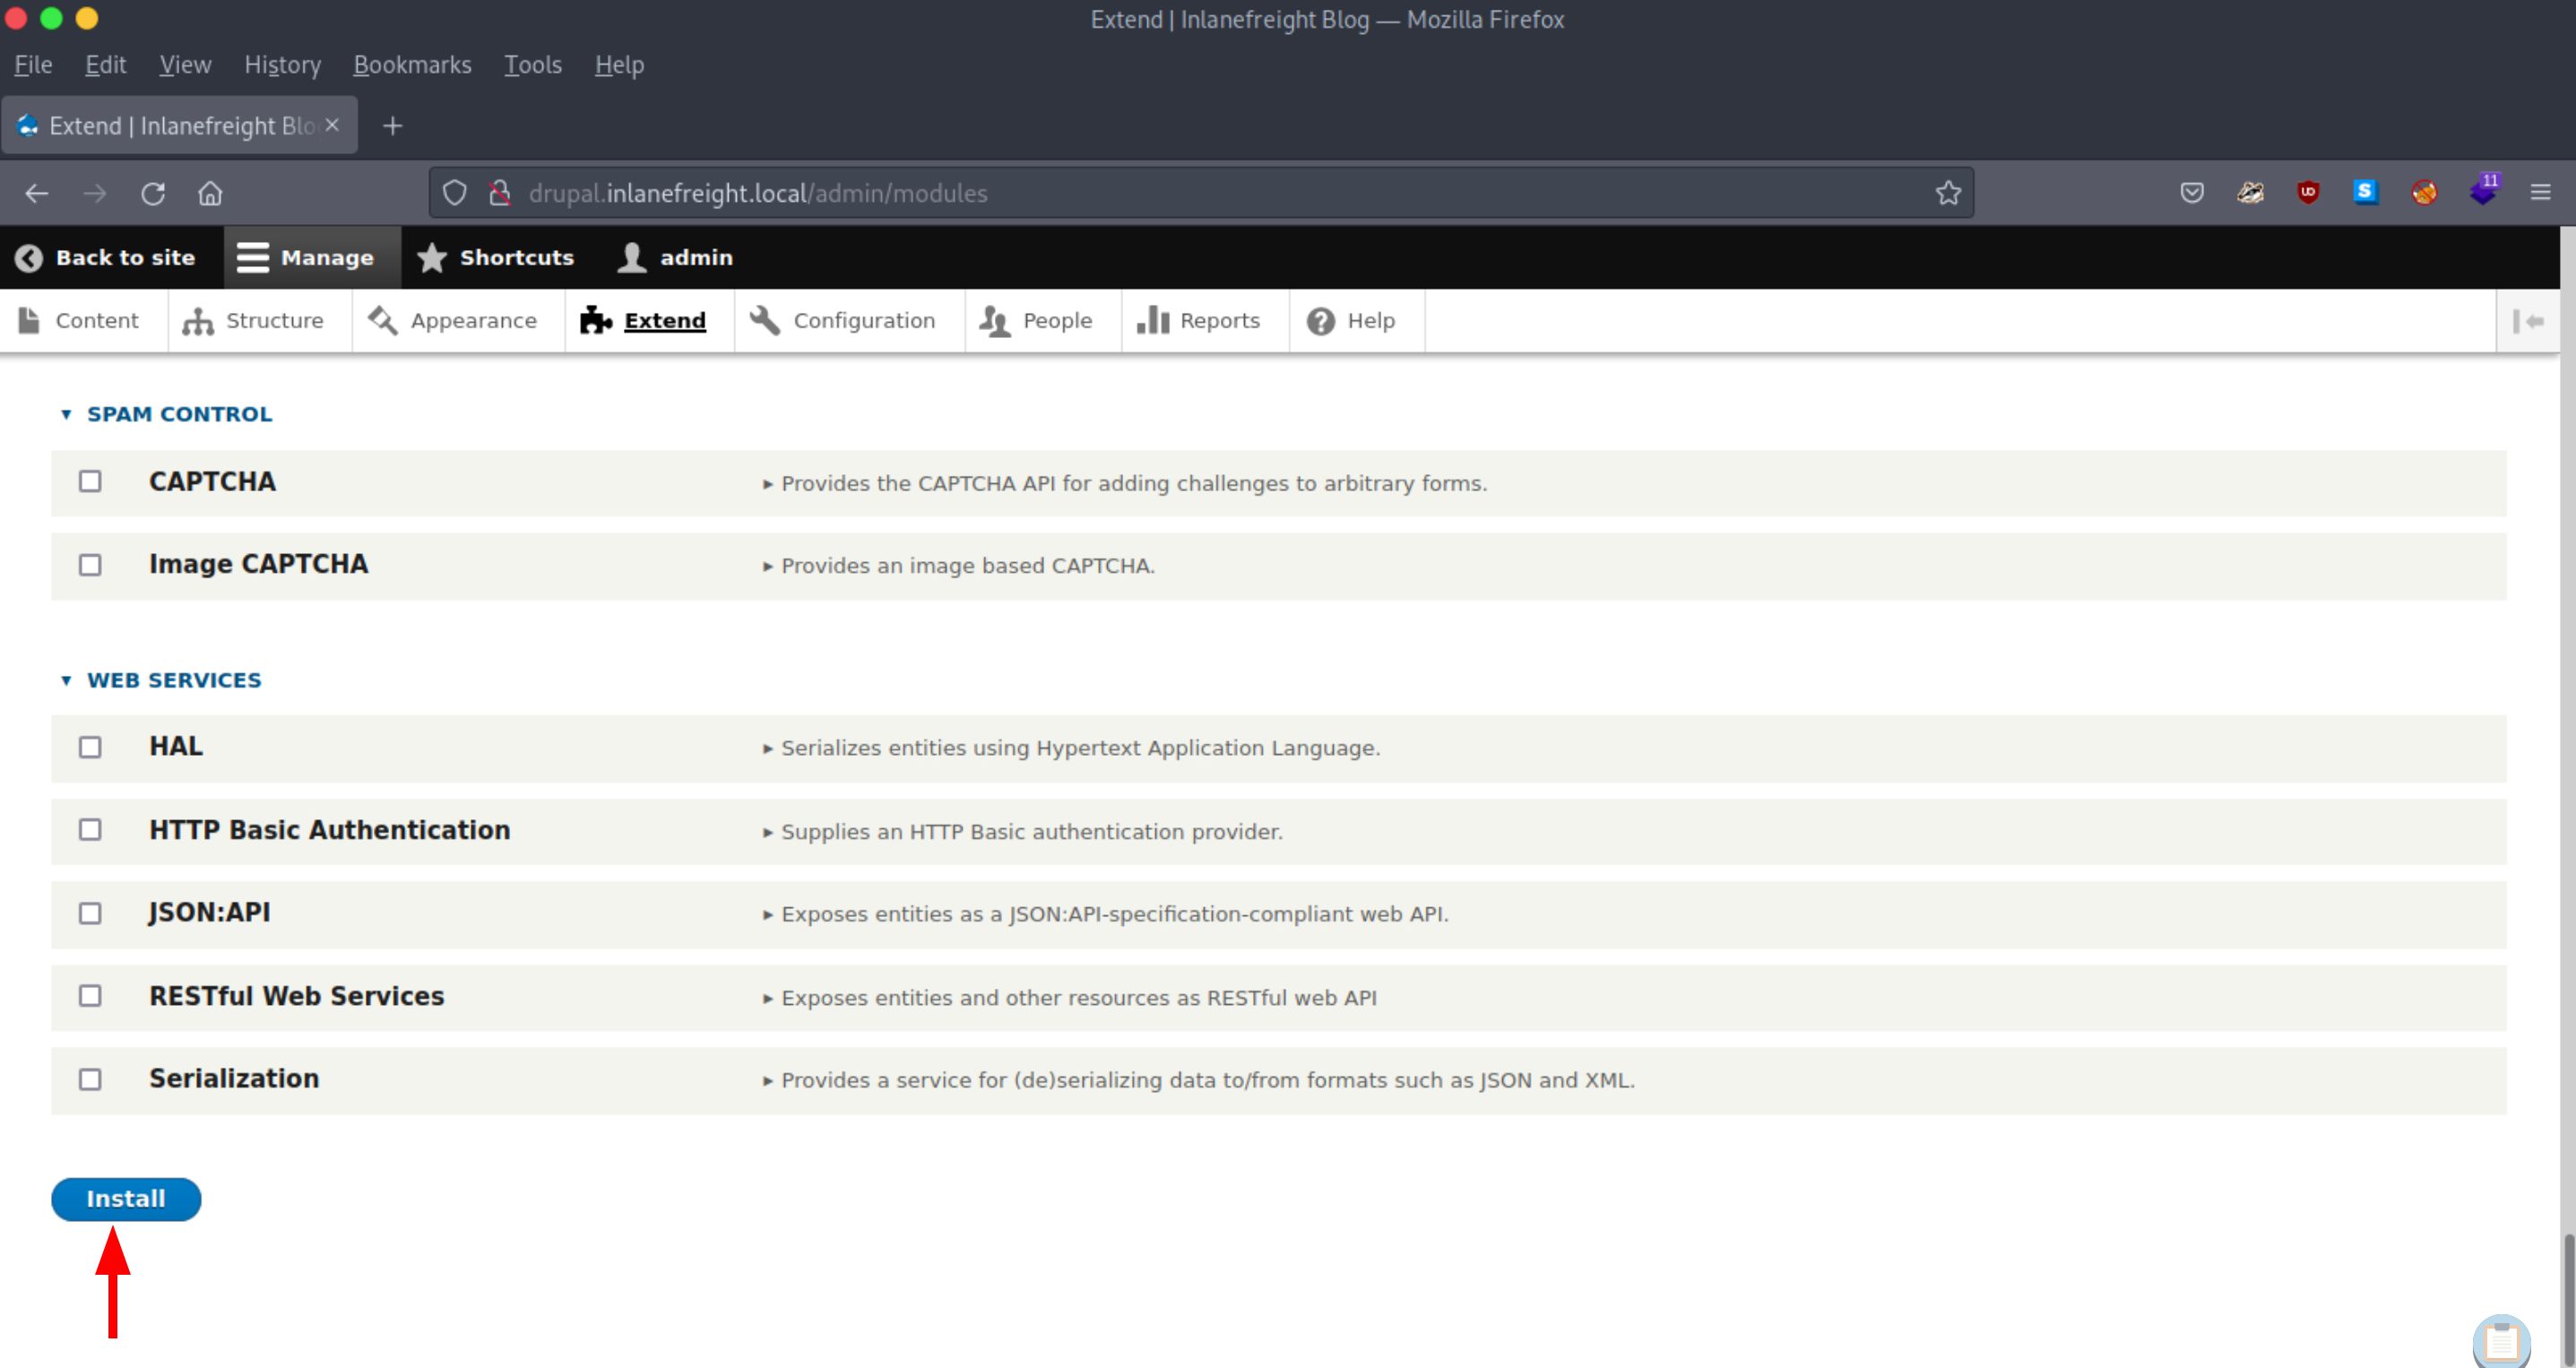 Extend | Inlanefreight Blog — Mozilla Firefox
File Edit View History Bookmarks Tools Help
Extend | Inlanefreight Blo
drupal.inlanefreight.local/admin/modules
11
Back to site Manage Shortcuts admin
Content Structure Appearance Extend Configuration People Reports Help
SPAM CONTROL
CAPTCHA Provides the CAPTCHA API for adding challenges to arbitrary forms.
Image CAPTCHA Provides an image based CAPTCHA.
WEB SERVICES
HAL Serializes entities using Hypertext Application Language.
HTTP Basic Authentication Supplies an HTTP Basic authentication provider.
JSON:API Exposes entities as a JSON:API-specification-compliant web API.
RESTful Web Services Exposes entities and other resources as RESTful web API
Serialization Provides a service for (de)serializing data to/from formats such as JSON and XML.
Install